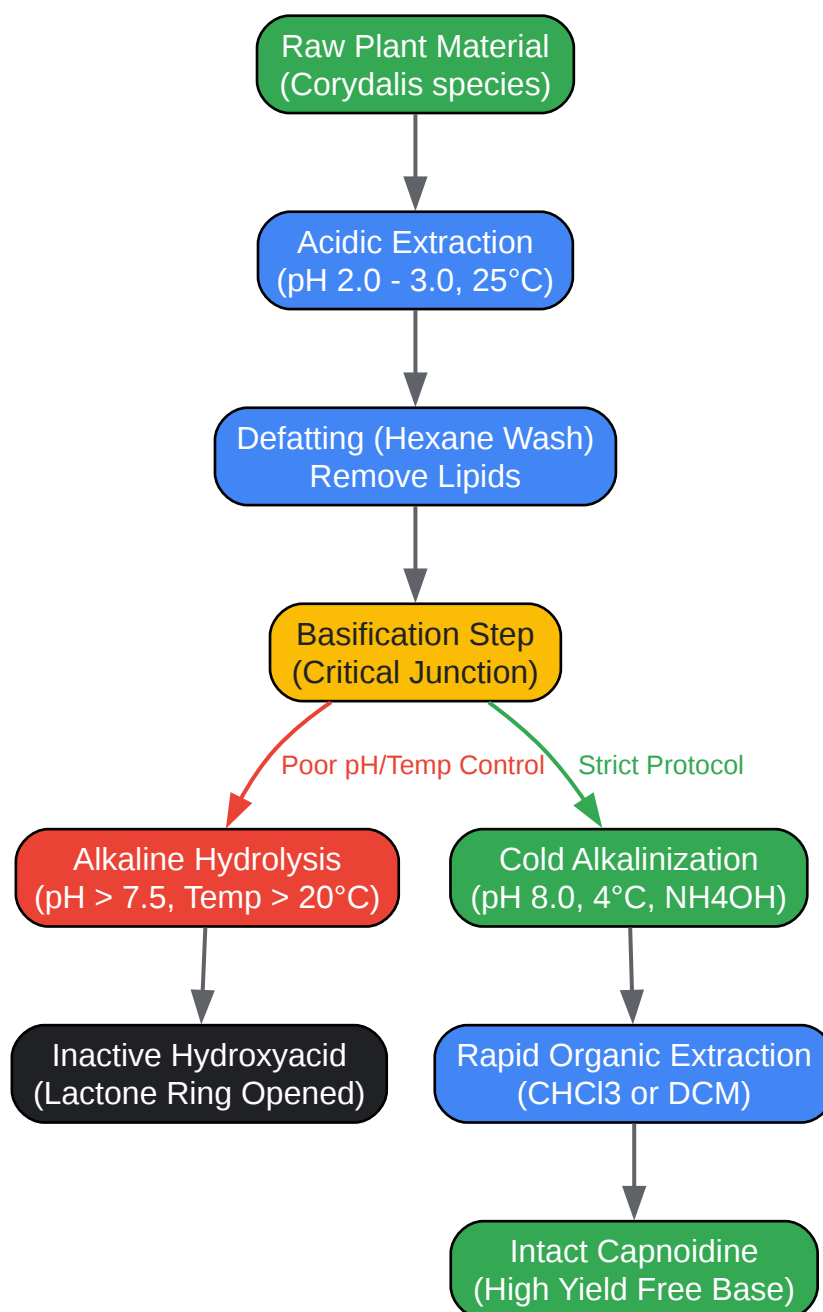 Raw Plant Material
(Corydalis species)
Acidic Extraction
(pH 2.0 - 3.0, 25°C)
Defatting (Hexane Wash)
Remove Lipids
Basification Step
(Critical Junction)
Poor pH/Temp Control
Strict Protocol
Alkaline Hydrolysis
(pH > 7.5, Temp > 20°C)
Cold Alkalinization
(pH 8.0, 4°C, NH4OH)
Inactive Hydroxyacid
(Lactone Ring Opened)
Rapid Organic Extraction
(CHCl3 or DCM)
Intact Capnoidine
(High Yield Free Base)